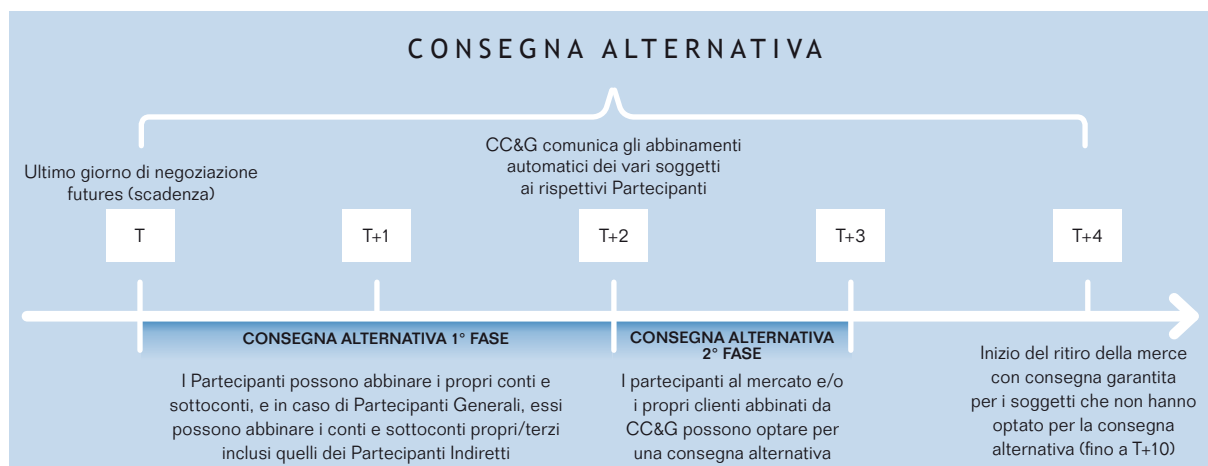 CONSEGNA ALTERNATIVA
Ultimo giorno di negoziazione
futures (scadenza)
CC&G comunica gli abbinamenti
automatici dei vari soggetti
ai rispettivi Partecipanti
T
T+1
T+2
T+3
T+4
CONSEGNA ALTERNATIVA 1° FASE
I Partecipanti possono abbinare i propri conti e
sottoconti, e in caso di Partecipanti Generali, essi
possono abbinare i conti e sottoconti propri/terzi
inclusi quelli dei Partecipanti Indiretti
CONSEGNA ALTERNATIVA
2° FASE
I partecipanti al mercato e/o
i propri clienti abbinati da
CC&G possono optare per
una consegna alternativa
Inizio del ritiro della merce
con consegna garantita
per i soggetti che non hanno
optato per la consegna
alternativa (fino a T+10)